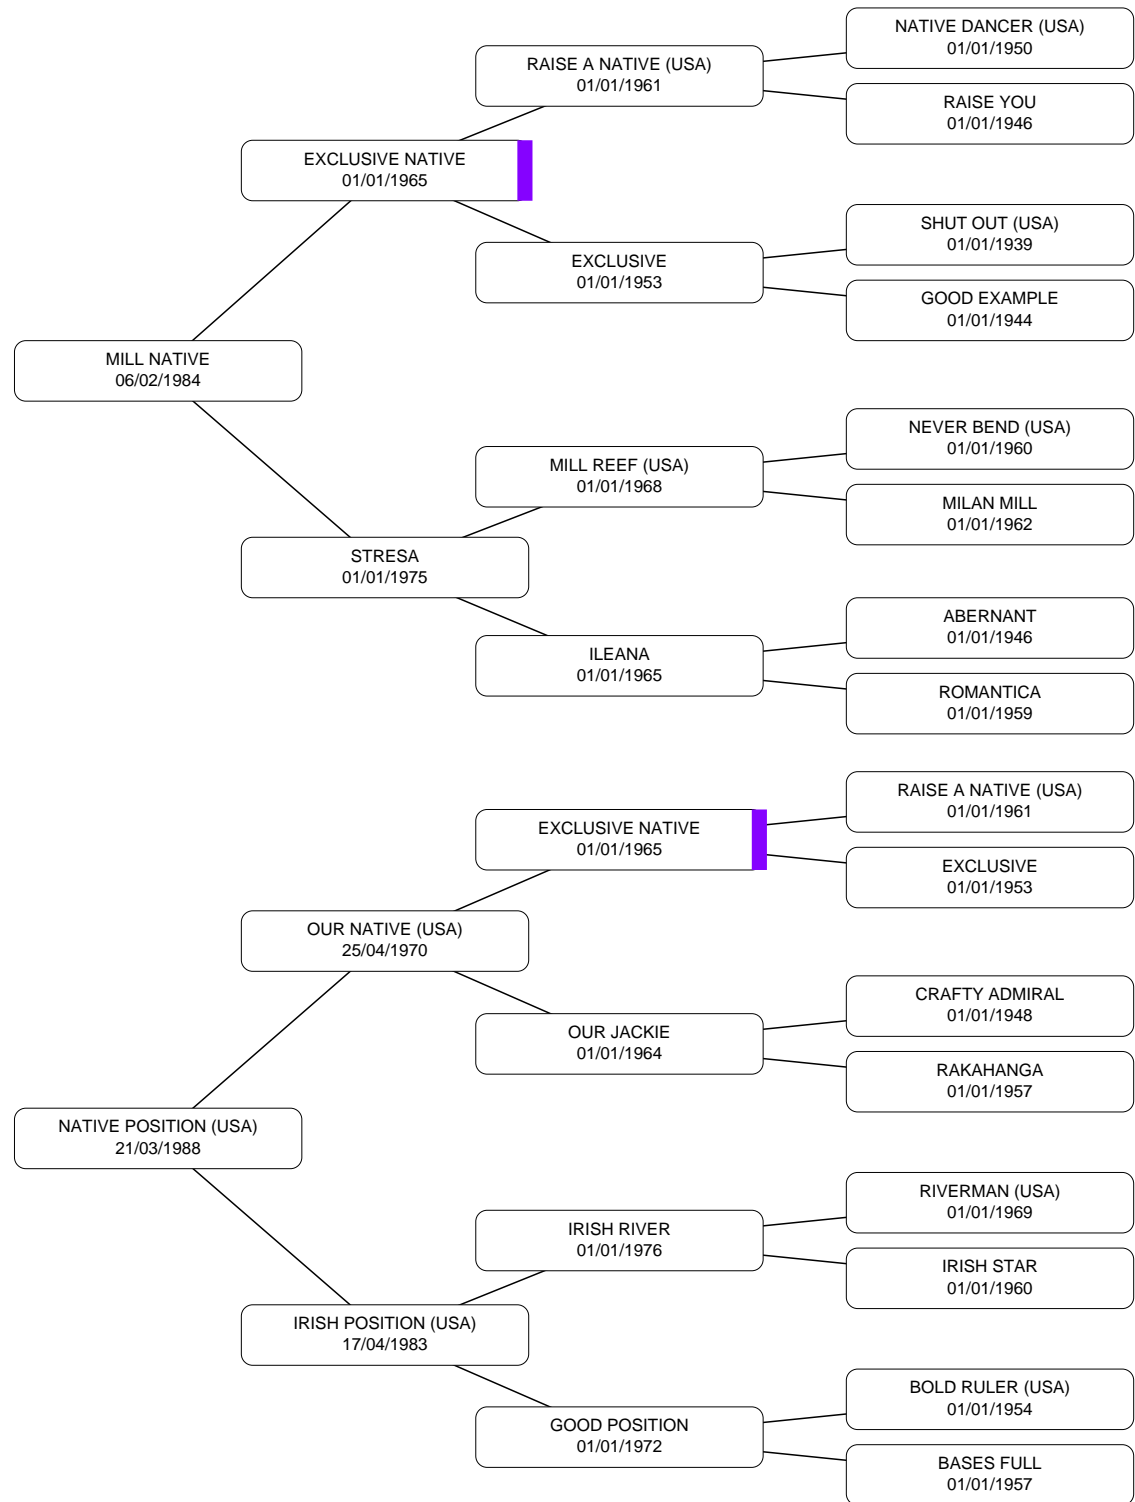 NATIVE DANCER (USA)
01/01/1950
RAISE A NATIVE (USA)
01/01/1961
RAISE YOU
01/01/1946
EXCLUSIVE NATIVE
01/01/1965
SHUT OUT (USA)
01/01/1939
EXCLUSIVE
01/01/1953
GOOD EXAMPLE
01/01/1944
MILL NATIVE
06/02/1984
NEVER BEND (USA)
01/01/1960
MILL REEF (USA)
01/01/1968
MILAN MILL
01/01/1962
STRESA
01/01/1975
ABERNANT
01/01/1946
ILEANA
01/01/1965
ROMANTICA
01/01/1959
RAISE A NATIVE (USA)
01/01/1961
EXCLUSIVE NATIVE
01/01/1965
EXCLUSIVE
01/01/1953
OUR NATIVE (USA)
25/04/1970
CRAFTY ADMIRAL
01/01/1948
OUR JACKIE
01/01/1964
RAKAHANGA
01/01/1957
NATIVE POSITION (USA)
21/03/1988
RIVERMAN (USA)
01/01/1969
IRISH RIVER
01/01/1976
IRISH STAR
01/01/1960
IRISH POSITION (USA)
17/04/1983
BOLD RULER (USA)
01/01/1954
GOOD POSITION
01/01/1972
BASES FULL
01/01/1957